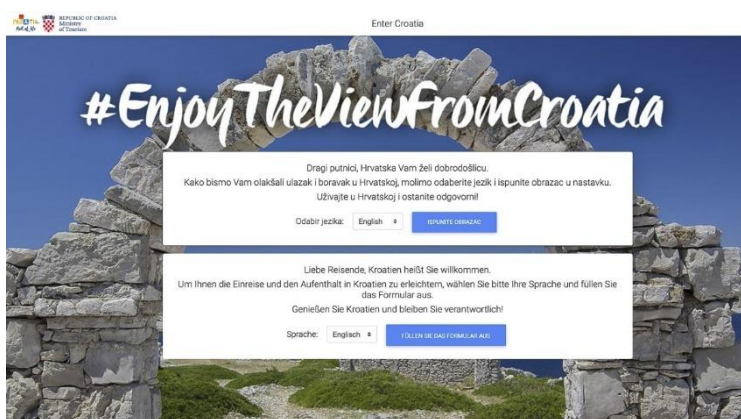 REPUBLIC OF CROATIA
Ministry
of Tourism
Enter Croatia
#EnjoyTheViewFromCroatia
Dragi putnici, Hrvatska Vam želi dobrodošlicu.
Kako bismo Vam olakšali ulazak i boravak u Hrvatskoj, molimo odaberite jezik i ispunite obrazac u nastavku.
Uživajte u Hrvatskoj i ostanite odgovorni!
Odabir jezika: English ISPUNITE OBRAZAC
Liebe Reisende, Kroatien heißt Sie willkommen.
Um Ihnen die Einreise und den Aufenthalt in Kroatien zu erleichtern, wählen Sie bitte Ihre Sprache und füllen Sie
das Formular aus.
Genießen Sie Kroatien und bleiben Sie verantwortlich!
Sprache: Englisch FÜLLEN SIE DAS FORMULAR AUS